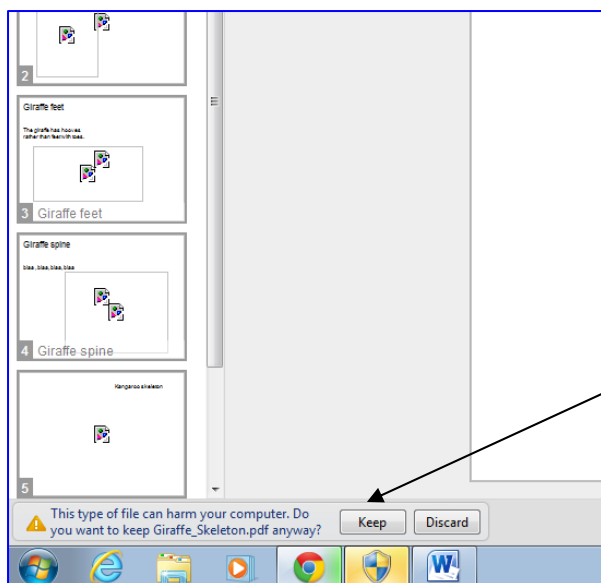 2
Giraffe feet
The giraffe has hooves
rather than feet with toes.
3 Giraffe feet
Giraffe spine
blaa, blaa, blaa, blaa
4 Giraffe spine
Kangaroo skeleton
5
This type of file can harm your computer. Do
you want to keep Giraffe_Skeleton.pdf anyway?
Keep
Discard
W